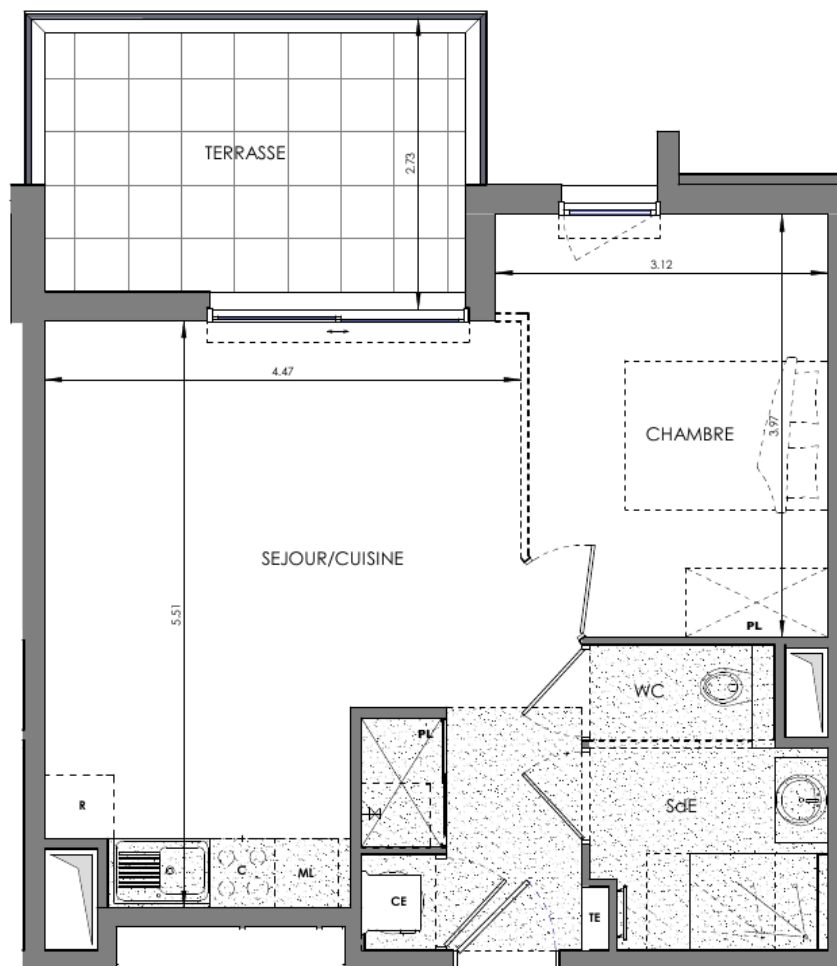 TERRASSE
2.73
3.12
4.47
CHAMBRE
3.97
SEJOUR/CUISINE
5.51
PL
WC
PL
R
SdE
C
ML
CE
TE